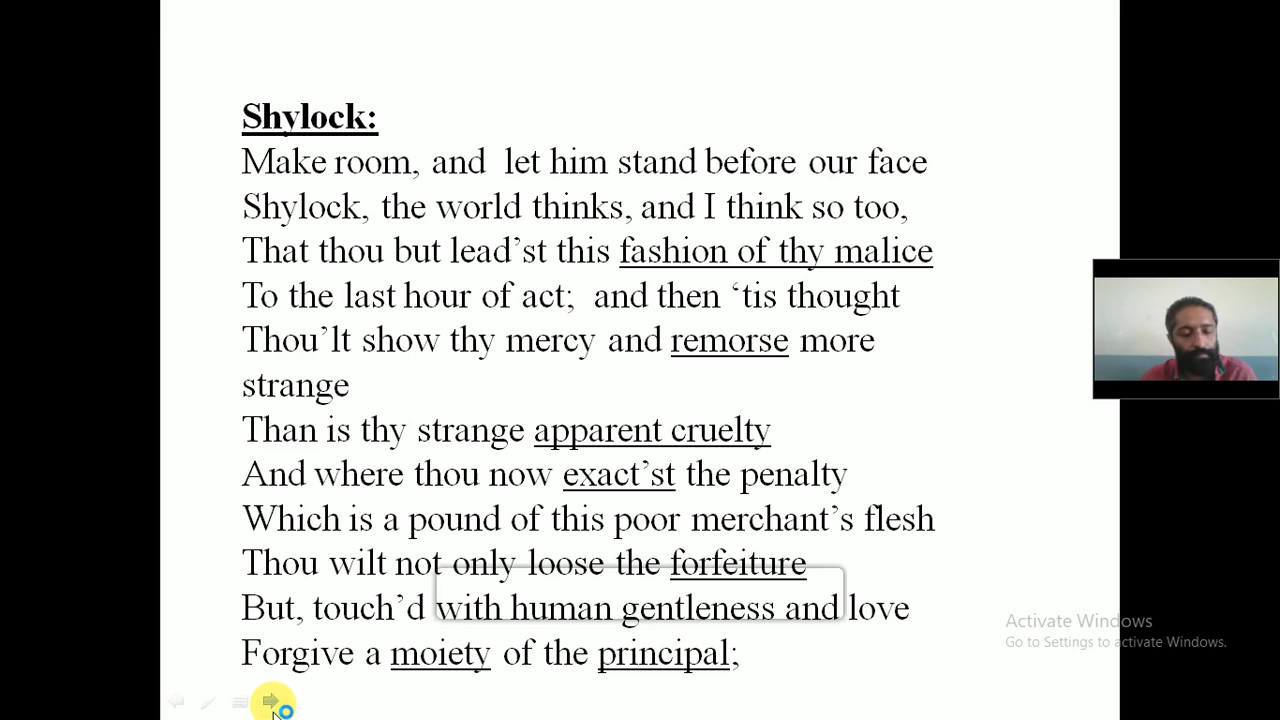 Shylock:
Make room, and let him stand before our face
Shylock, the world thinks, and I think so too,
That thou but lead’st this fashion of thy malice
To the last hour of act; and then ‘tis thought
Thou’lt show thy mercy and remorse more
strange
Than is thy strange apparent cruelty
And where thou now exact’st the penalty
Which is a pound of this poor merchant’s flesh
Thou wilt not only loose the forfeiture
But, touch’d with human gentleness and love
Forgive a moiety of the principal;
Activate Windows
Go to Settings to activate Windows.